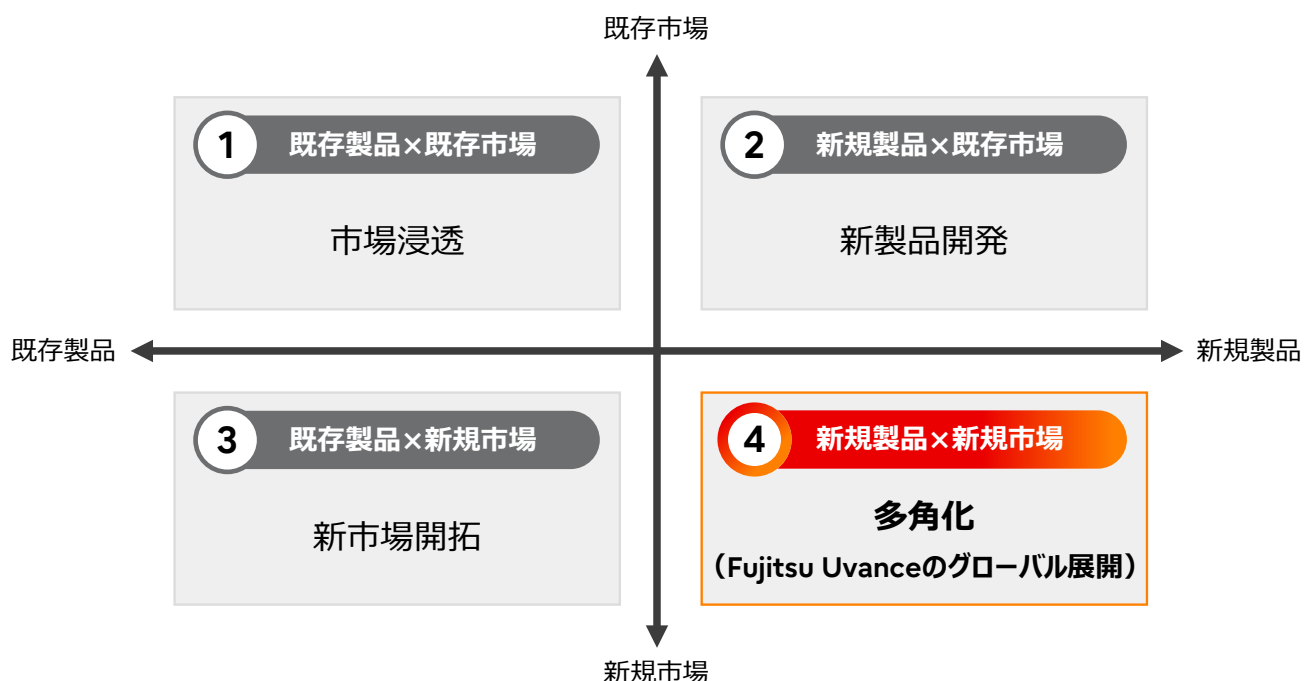 既存市場
1 既存製品×既存市場
市場浸透
2 新規製品×既存市場
新製品開発
既存製品
新規製品
3 既存製品×新規市場
新市場開拓
4 新規製品×新規市場
多角化
（Fujitsu Uvanceのグローバル展開）
新規市場